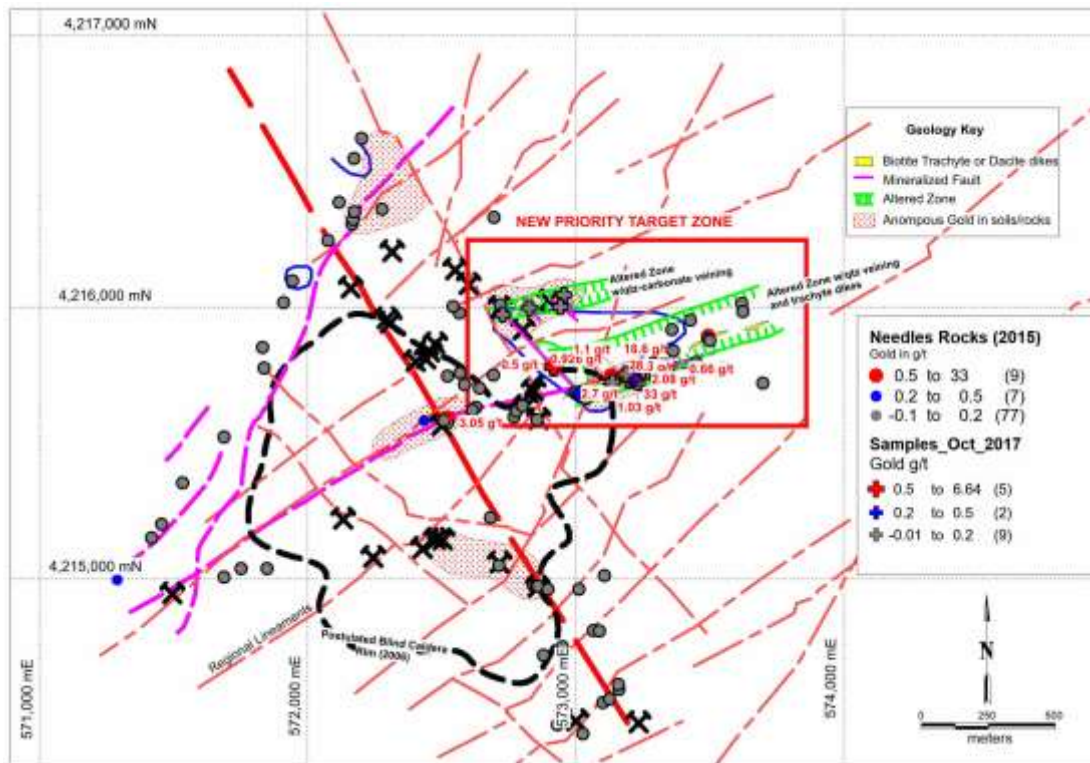 4,217,000 mN
Geology Key
Biotite Trachyte or Dacite dikes
Mineralized Fault
Altered Zone
Anompous Gold in soils/rocks
NEW PRIORITY TARGET ZONE
Altered Zone
w/qtz-carbonate veining
Altered Zone w/qtz veining
and trachyte dikes
4,216,000 mN
1.1 g/t
18.6 g/t
0.5 g/t
0.926 g/t
28.3 g/t
0.66 g/t
2.08 g/t
2.7 g/t
33 g/t
1.03 g/t
3.05 g/t
Needles Rocks (2015)
Gold in g/t
0.5 to 33 (9)
0.2 to 0.5 (7)
-0.1 to 0.2 (77)
Samples_Oct_2017
Gold g/t
0.5 to 6.64 (5)
0.2 to 0.5 (2)
-0.01 to 0.2 (9)
4,215,000 mN
Regional Lineaments
Postulated Blind Caldera
Rim (2006)
571,000 mE
572,000 mE
573,000 mE
574,000 mE
N
0 250 500
meters